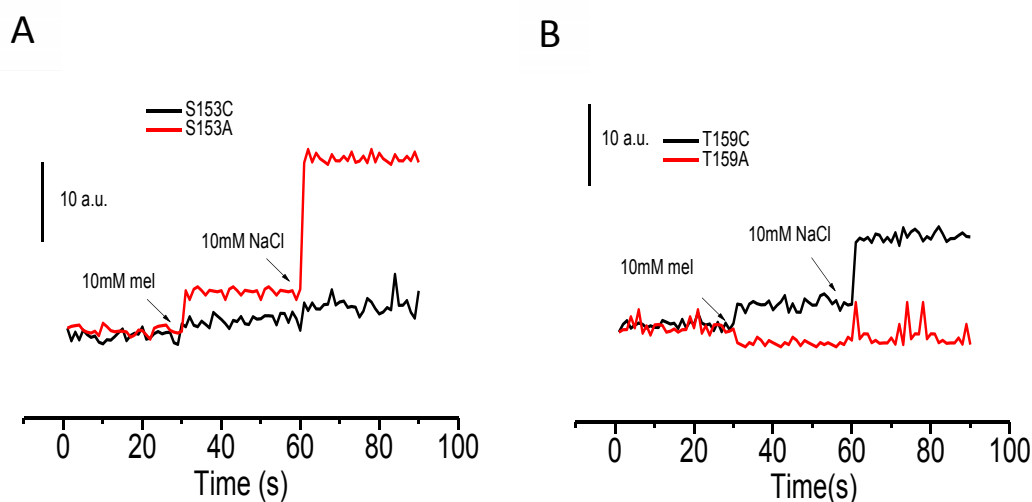 A
S153C
S153A
10 a.u.
10mM NaCl
10mM mel
0 20 40 60 80 100
Time (s)
B
10 a.u.
T159C
T159A
10mM NaCl
10mM mel
0 20 40 60 80 100
Time(s)